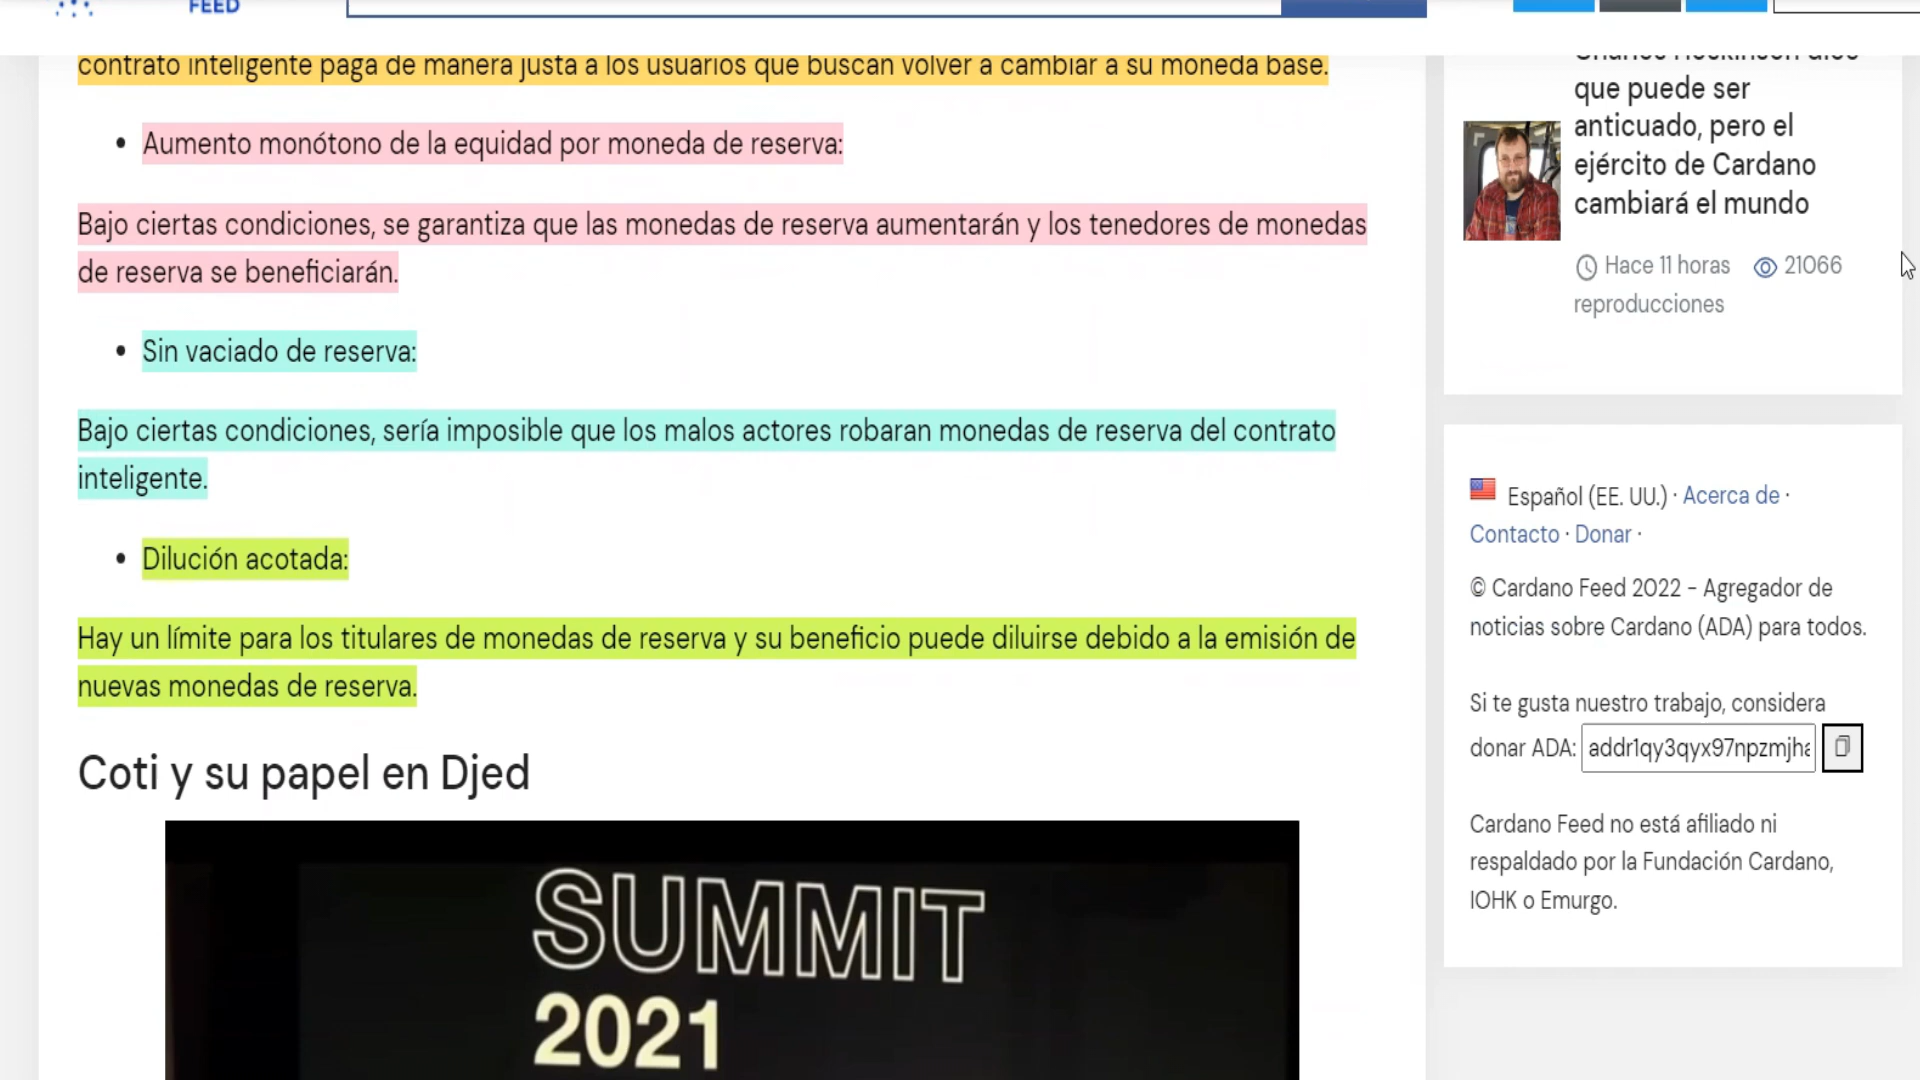 FEED
contrato inteligente paga de manera justa a los usuarios que buscan volver a cambiar a su moneda base.
• Aumento monótono de la equidad por moneda de reserva:
Bajo ciertas condiciones, se garantiza que las monedas de reserva aumentarán y los tenedores de monedas
de reserva se beneficiarán.
• Sin vaciado de reserva:
Bajo ciertas condiciones, sería imposible que los malos actores robaran monedas de reserva del contrato
inteligente.
• Dilución acotada:
Hay un límite para los titulares de monedas de reserva y su beneficio puede diluirse debido a la emisión de
nuevas monedas de reserva.
Coti y su papel en Djed
SUMMIT
2021
Charles Hoskinson dice
que puede ser
anticuado, pero el
ejército de Cardano
cambiará el mundo
Hace 11 horas 21066
reproducciones
Español (EE. UU.) · Acerca de ·
Contacto · Donar ·
© Cardano Feed 2022 - Agregador de
noticias sobre Cardano (ADA) para todos.
Si te gusta nuestro trabajo, considera
donar ADA: addr1qy3qyx97npzmjha
Cardano Feed no está afiliado ni
respaldado por la Fundación Cardano,
IOHK o Emurgo.